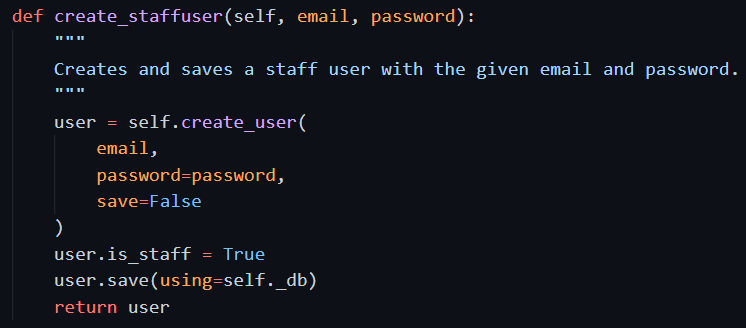 def create_staffuser(self, email, password):
    """
    Creates and saves a staff user with the given email and password.
    """
    user = self.create_user(
        email,
        password=password,
        save=False
    )
    user.is_staff = True
    user.save(using=self._db)
    return user